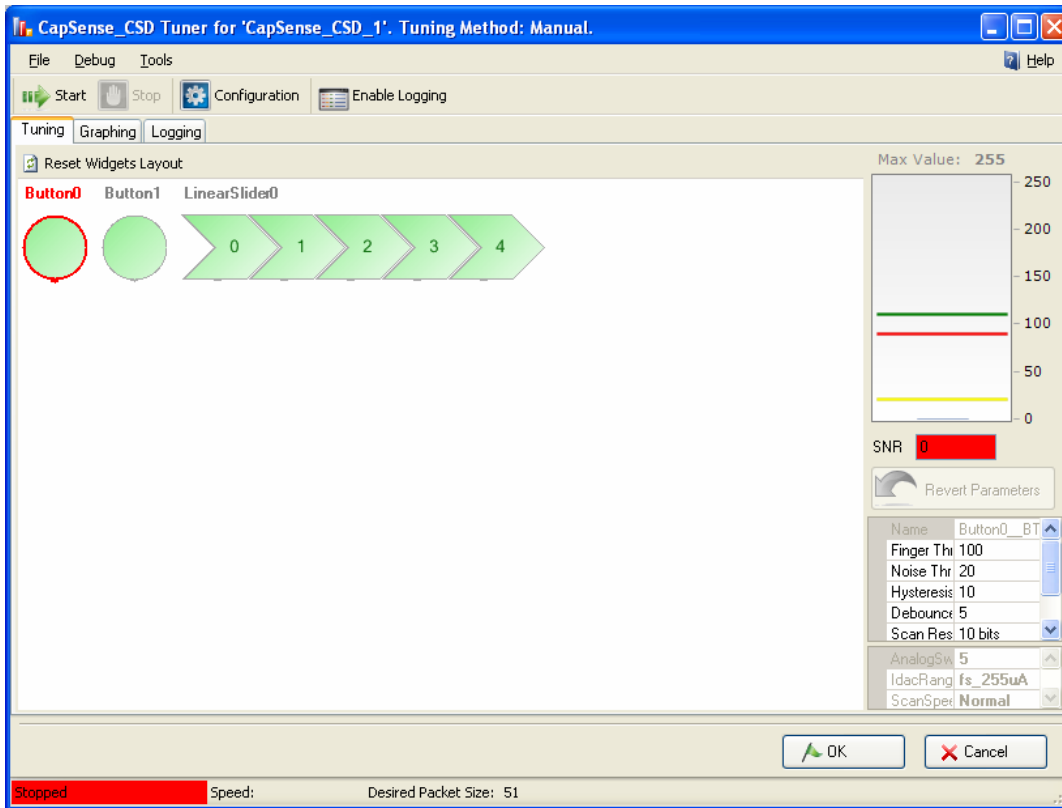 CapSense_CSD Tuner for 'CapSense_CSD_1'. Tuning Method: Manual.
File Debug Tools Help
Start Stop Configuration Enable Logging
Tuning Graphing Logging
Reset Widgets Layout
Max Value: 255
Button0 Button1 LinearSlider0
0 1 2 3 4
250
200
150
100
50
0
SNR 0
Revert Parameters
Name Button0__BT
Finger Thr 100
Noise Thr 20
Hysteresis 10
Debounce 5
Scan Res 10 bits
AnalogSw 5
IdacRang fs_255uA
ScanSpee Normal
OK Cancel
Stopped Speed: Desired Packet Size: 51